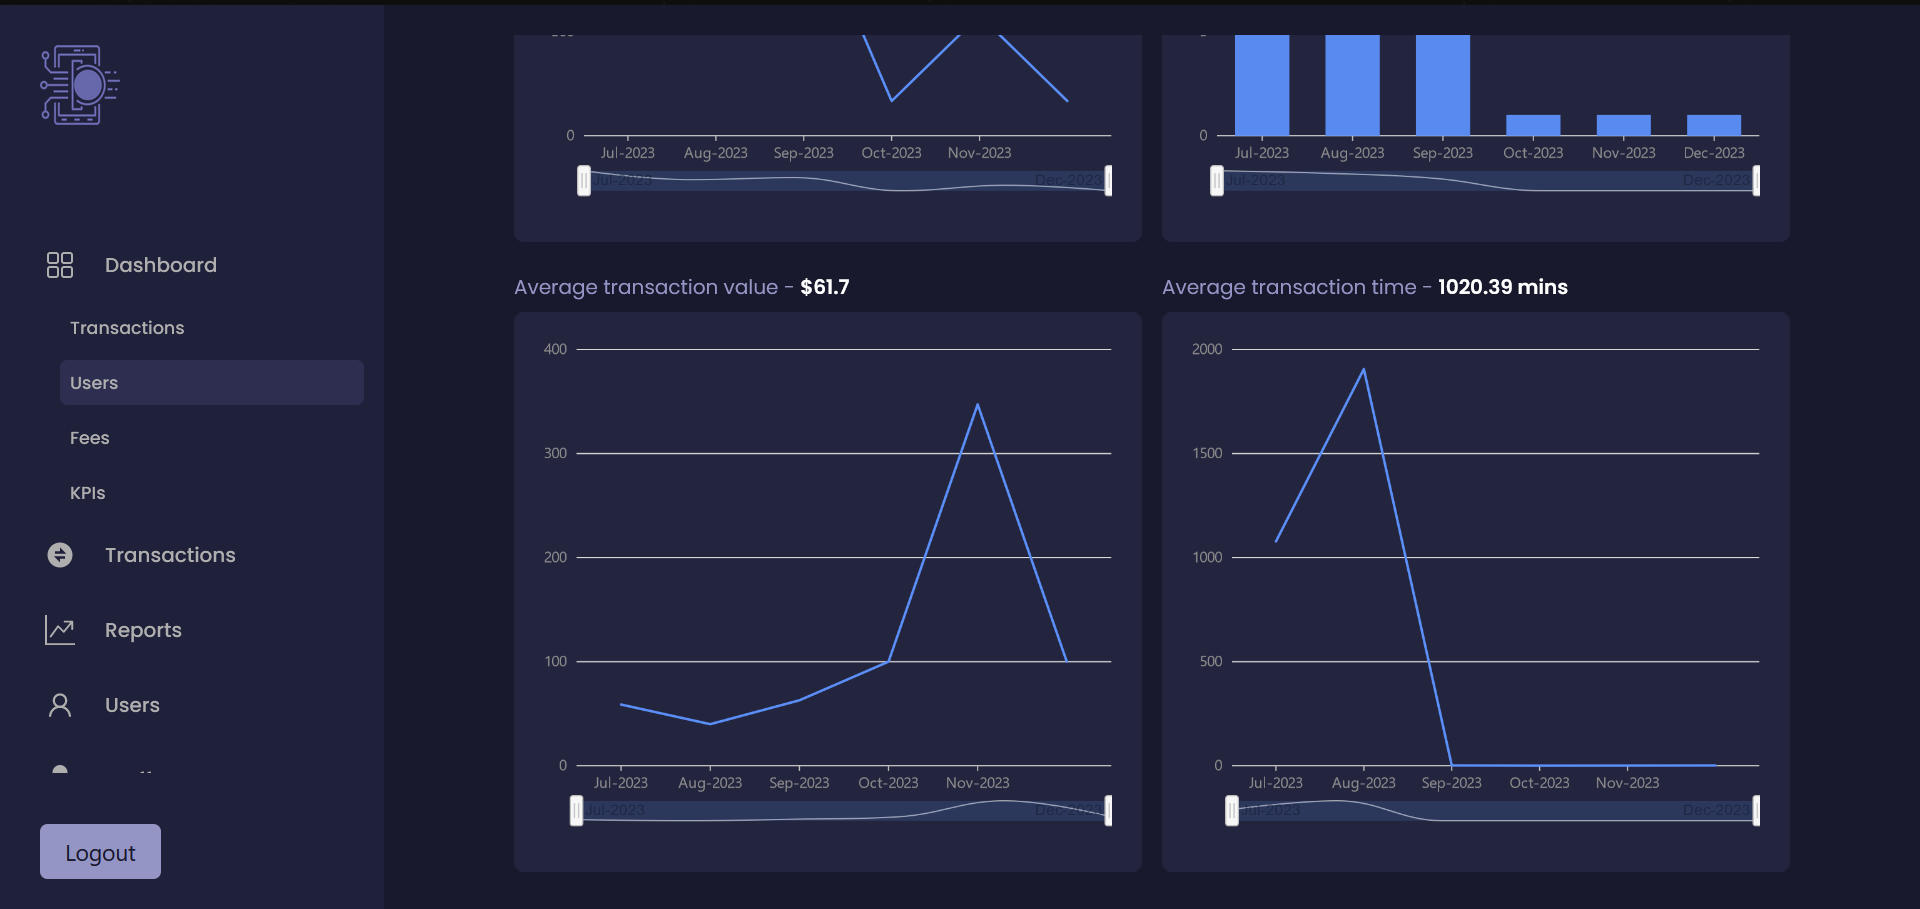 Dashboard
Transactions
Users
Fees
KPIs
Transactions
Reports
Users
Logout
0
Jul-2023 Aug-2023 Sep-2023 Oct-2023 Nov-2023
Jul-2023 Dec-2023
0
Jul-2023 Aug-2023 Sep-2023 Oct-2023 Nov-2023 Dec-2023
Jul-2023 Dec-2023
Average transaction value - $61.7
400
300
200
100
0
Jul-2023 Aug-2023 Sep-2023 Oct-2023 Nov-2023
Jul-2023 Dec-2023
Average transaction time - 1020.39 mins
2000
1500
1000
500
0
Jul-2023 Aug-2023 Sep-2023 Oct-2023 Nov-2023
Jul-2023 Dec-2023